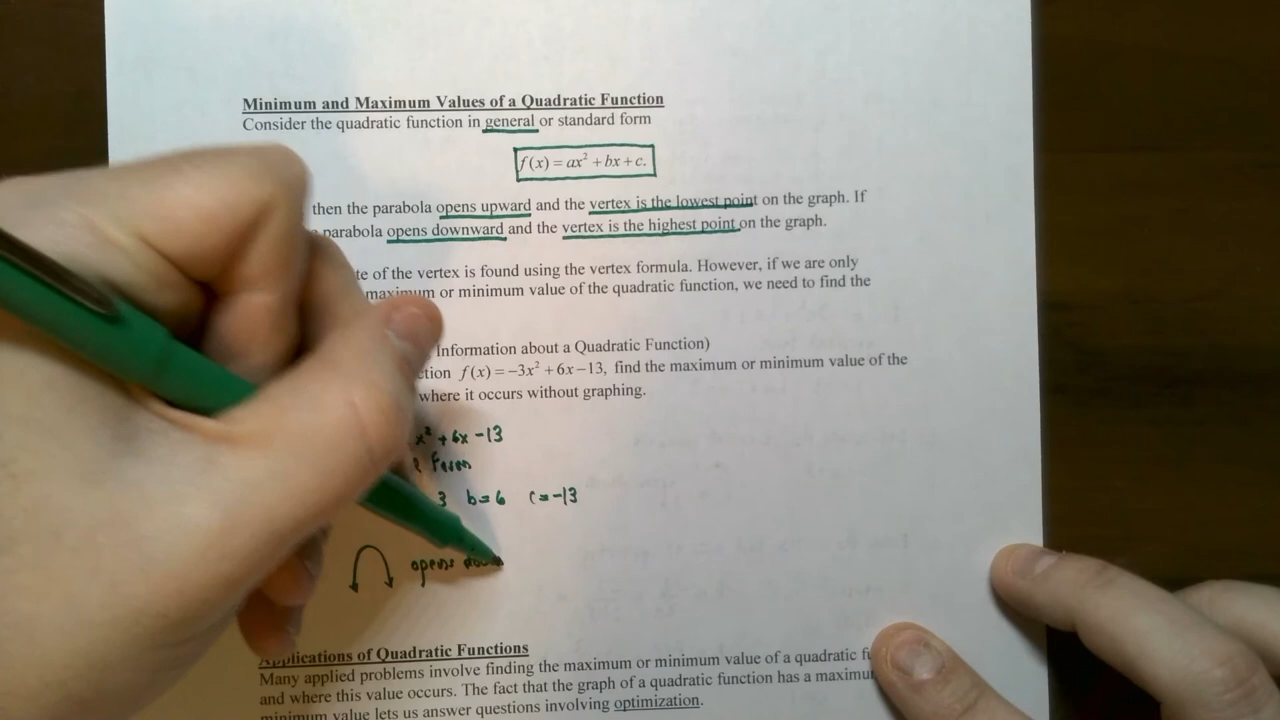 Minimum and Maximum Values of a Quadratic Function
Consider the quadratic function in general or standard form
f(x) = ax² + bx + c.
then the parabola opens upward and the vertex is the lowest point on the graph. If
parabola opens downward and the vertex is the highest point on the graph.
of the vertex is found using the vertex formula. However, if we are only
maximum or minimum value of the quadratic function, we need to find the
Information about a Quadratic Function)
f(x) = −3x² + 6x − 13, find the maximum or minimum value of the
where it occurs without graphing.
x² + 6x - 13
Form
3 b = 6 c = -13
opens down
Applications of Quadratic Functions
Many applied problems involve finding the maximum or minimum value of a quadratic
and where this value occurs. The fact that the graph of a quadratic function has a
minimum value lets us answer questions involving optimization.